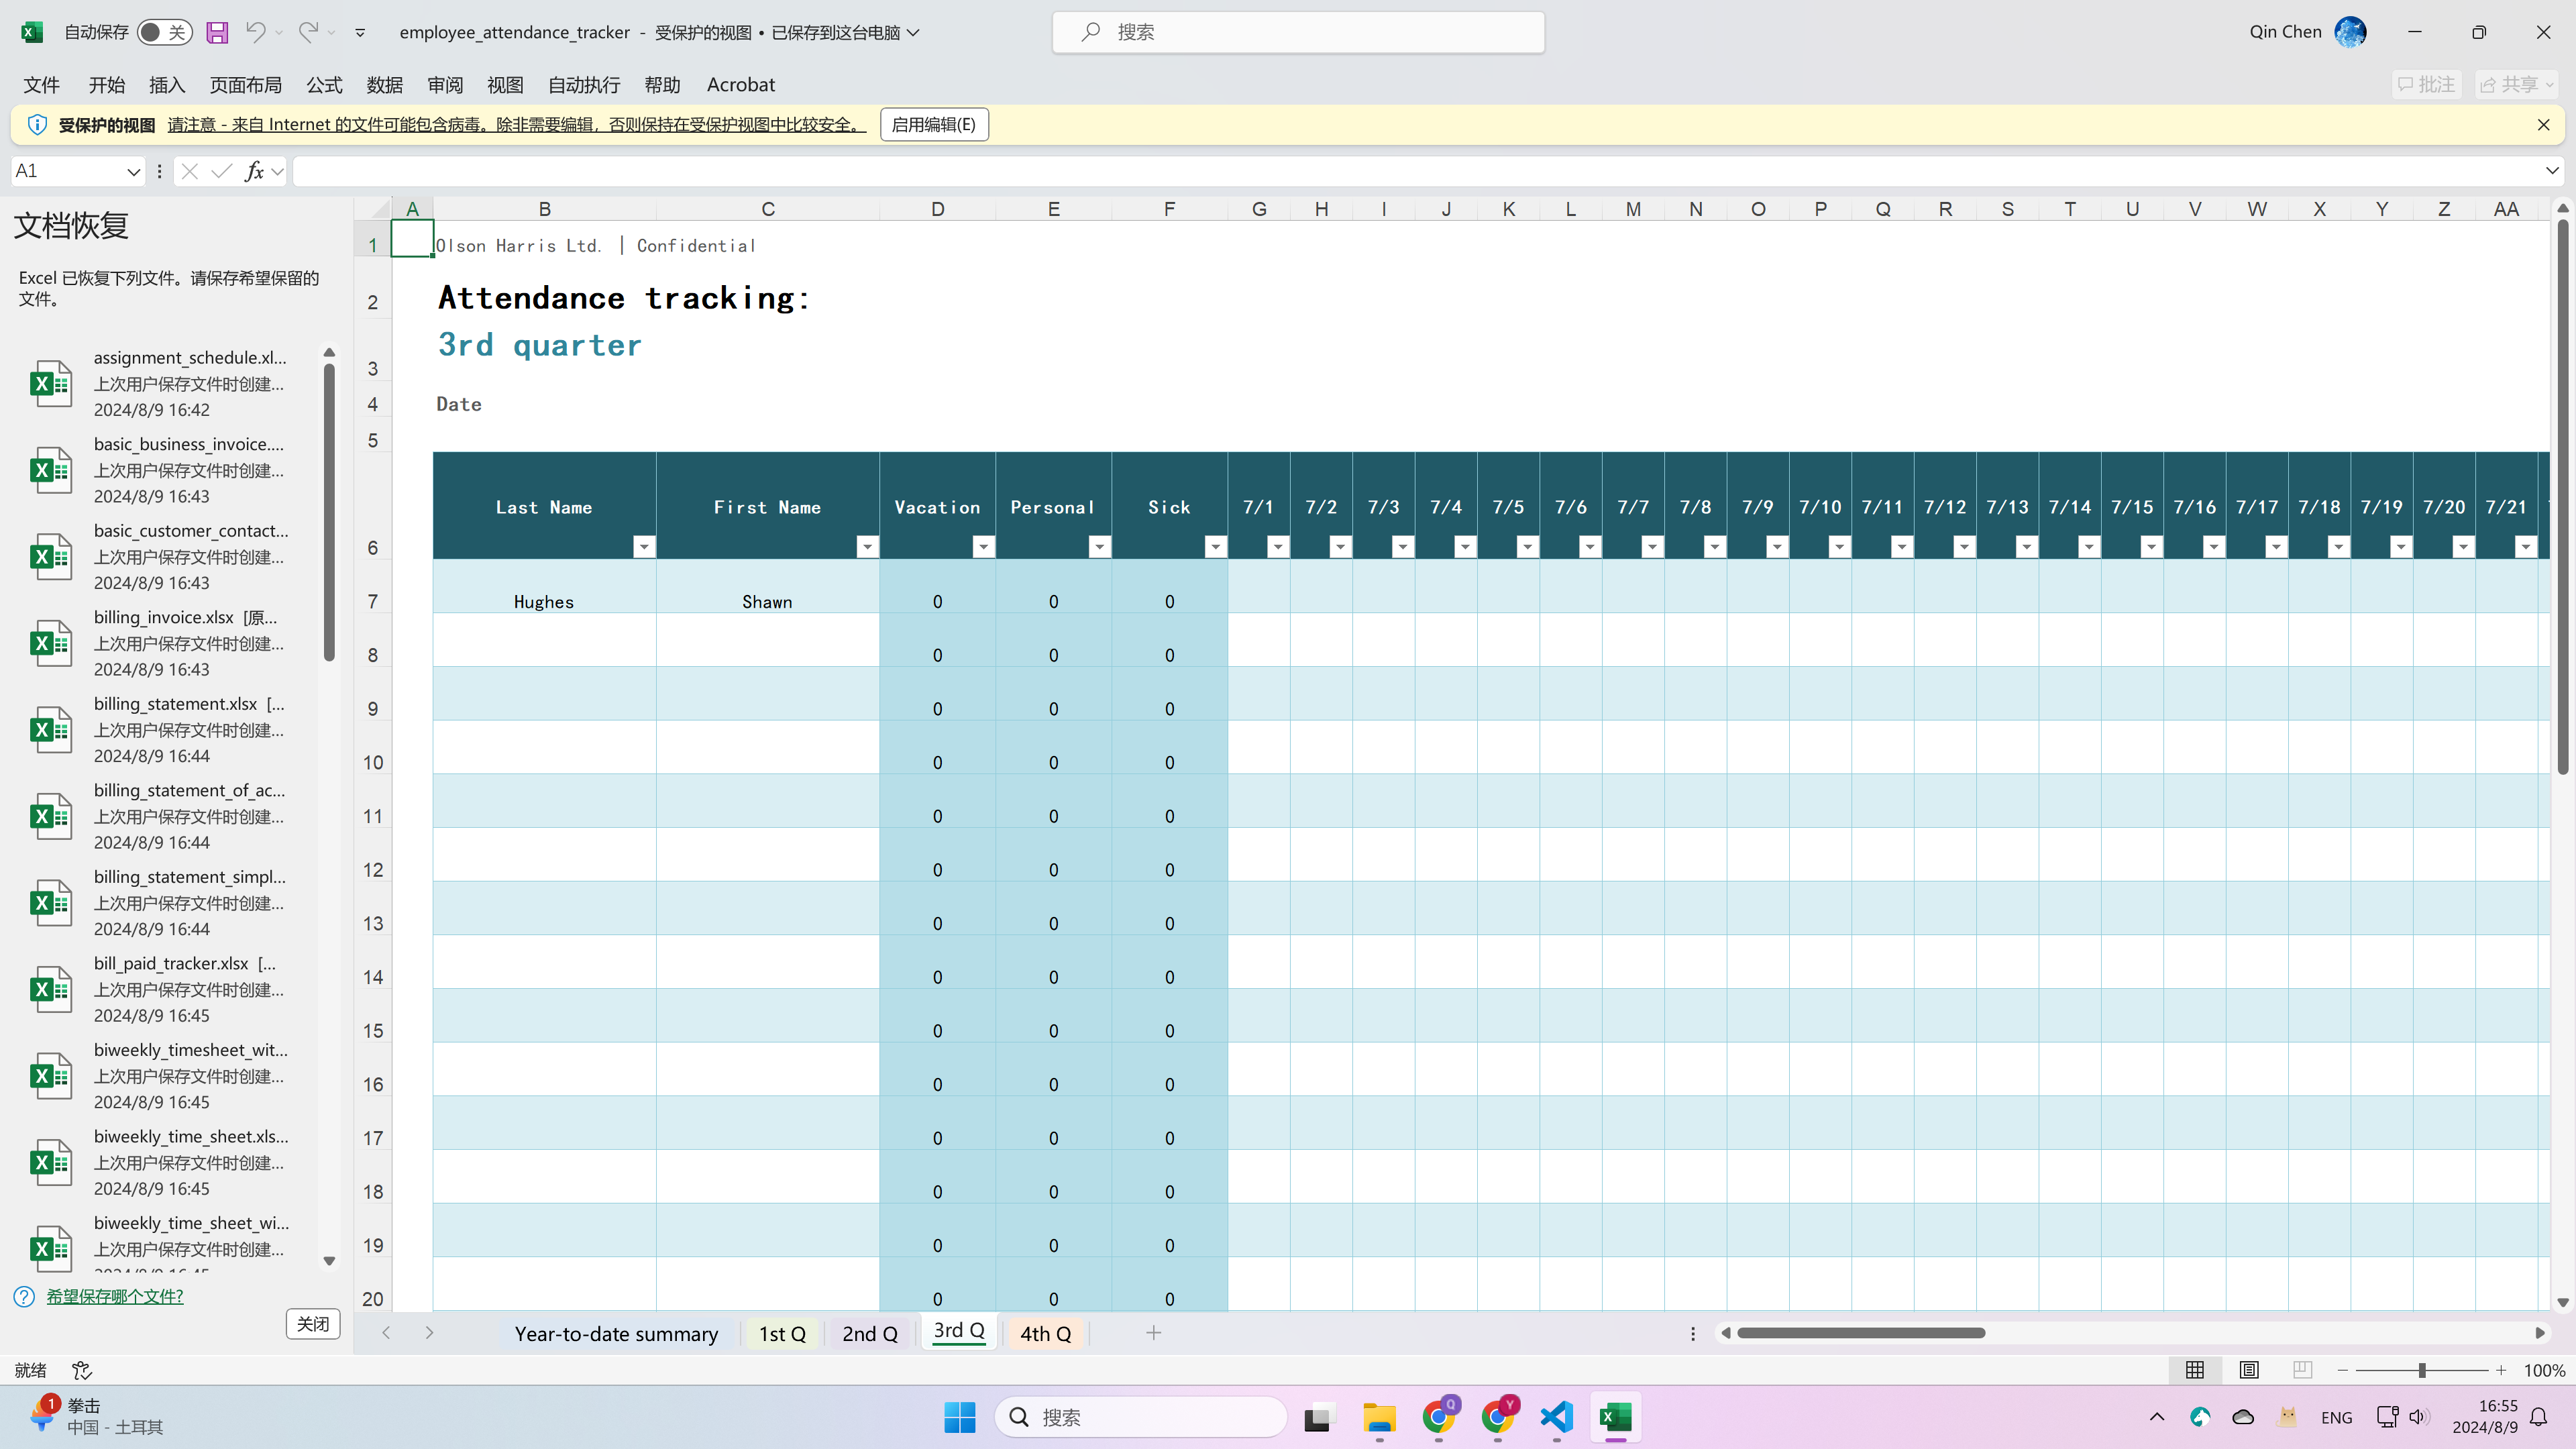 自动保存 关 employee_attendance_tracker - 受保护的视图 • 已保存到这台电脑 搜索 Qin Chen
文件 开始 插入 页面布局 公式 数据 审阅 视图 自动执行 帮助 Acrobat 批注 共享
受保护的视图 请注意 - 来自 Internet 的文件可能包含病毒。除非需要编辑，否则保持在受保护视图中比较安全。 启用编辑(E)
A1 fx
文档恢复
Excel 已恢复下列文件。请保存希望保留的
文件。
assignment_schedule.xl...
上次用户保存文件时创建...
2024/8/9 16:42
basic_business_invoice....
上次用户保存文件时创建...
2024/8/9 16:43
basic_customer_contact...
上次用户保存文件时创建...
2024/8/9 16:43
billing_invoice.xlsx [原...
上次用户保存文件时创建...
2024/8/9 16:43
billing_statement.xlsx [...
上次用户保存文件时创建...
2024/8/9 16:44
billing_statement_of_ac...
上次用户保存文件时创建...
2024/8/9 16:44
billing_statement_simpl...
上次用户保存文件时创建...
2024/8/9 16:44
bill_paid_tracker.xlsx [...
上次用户保存文件时创建...
2024/8/9 16:45
biweekly_timesheet_wit...
上次用户保存文件时创建...
2024/8/9 16:45
biweekly_time_sheet.xls...
上次用户保存文件时创建...
2024/8/9 16:45
biweekly_time_sheet_wi...
上次用户保存文件时创建...
希望保存哪个文件?
关闭
A B C D E F G H I J K L M N O P Q R S T U V W X Y Z AA
1 Olson Harris Ltd. | Confidential
2 Attendance tracking:
3 3rd quarter
4 Date
5
6 Last Name First Name Vacation Personal Sick 7/1 7/2 7/3 7/4 7/5 7/6 7/7 7/8 7/9 7/10 7/11 7/12 7/13 7/14 7/15 7/16 7/17 7/18 7/19 7/20 7/21
7 Hughes Shawn 0 0 0
8 0 0 0
9 0 0 0
10 0 0 0
11 0 0 0
12 0 0 0
13 0 0 0
14 0 0 0
15 0 0 0
16 0 0 0
17 0 0 0
18 0 0 0
19 0 0 0
20 0 0 0
Year-to-date summary 1st Q 2nd Q 3rd Q 4th Q
就绪 100%
1 拳击
中国 - 土耳其
搜索
Q Y
ENG
16:55
2024/8/9